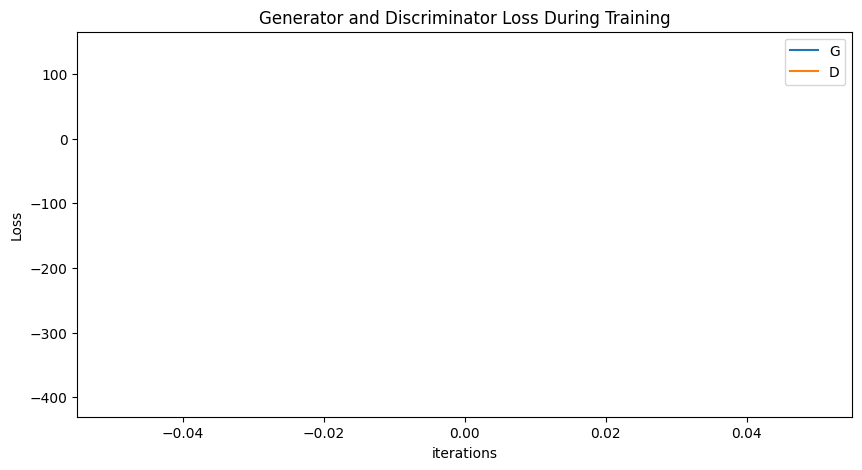 Generator and Discriminator Loss During Training
G
D
100
0
−100
−200
−300
−400
Loss
−0.04
−0.02
0.00
0.02
0.04
iterations